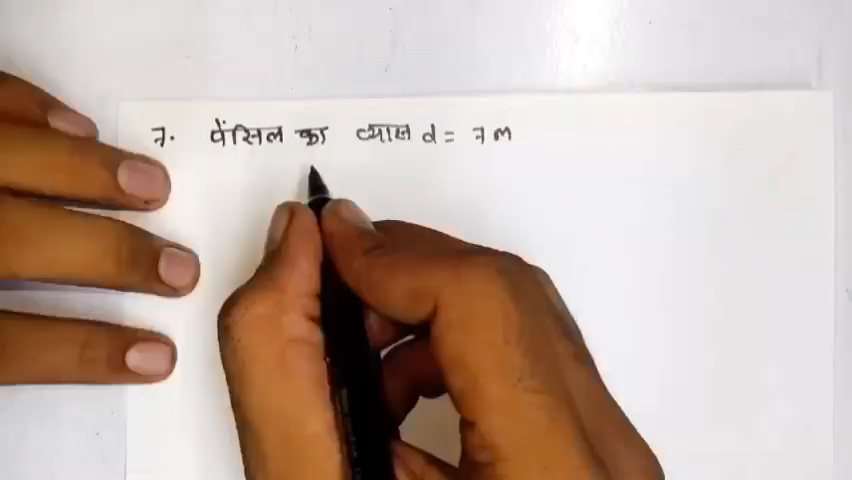 7. पेंसिल का व्यास d = 7 m